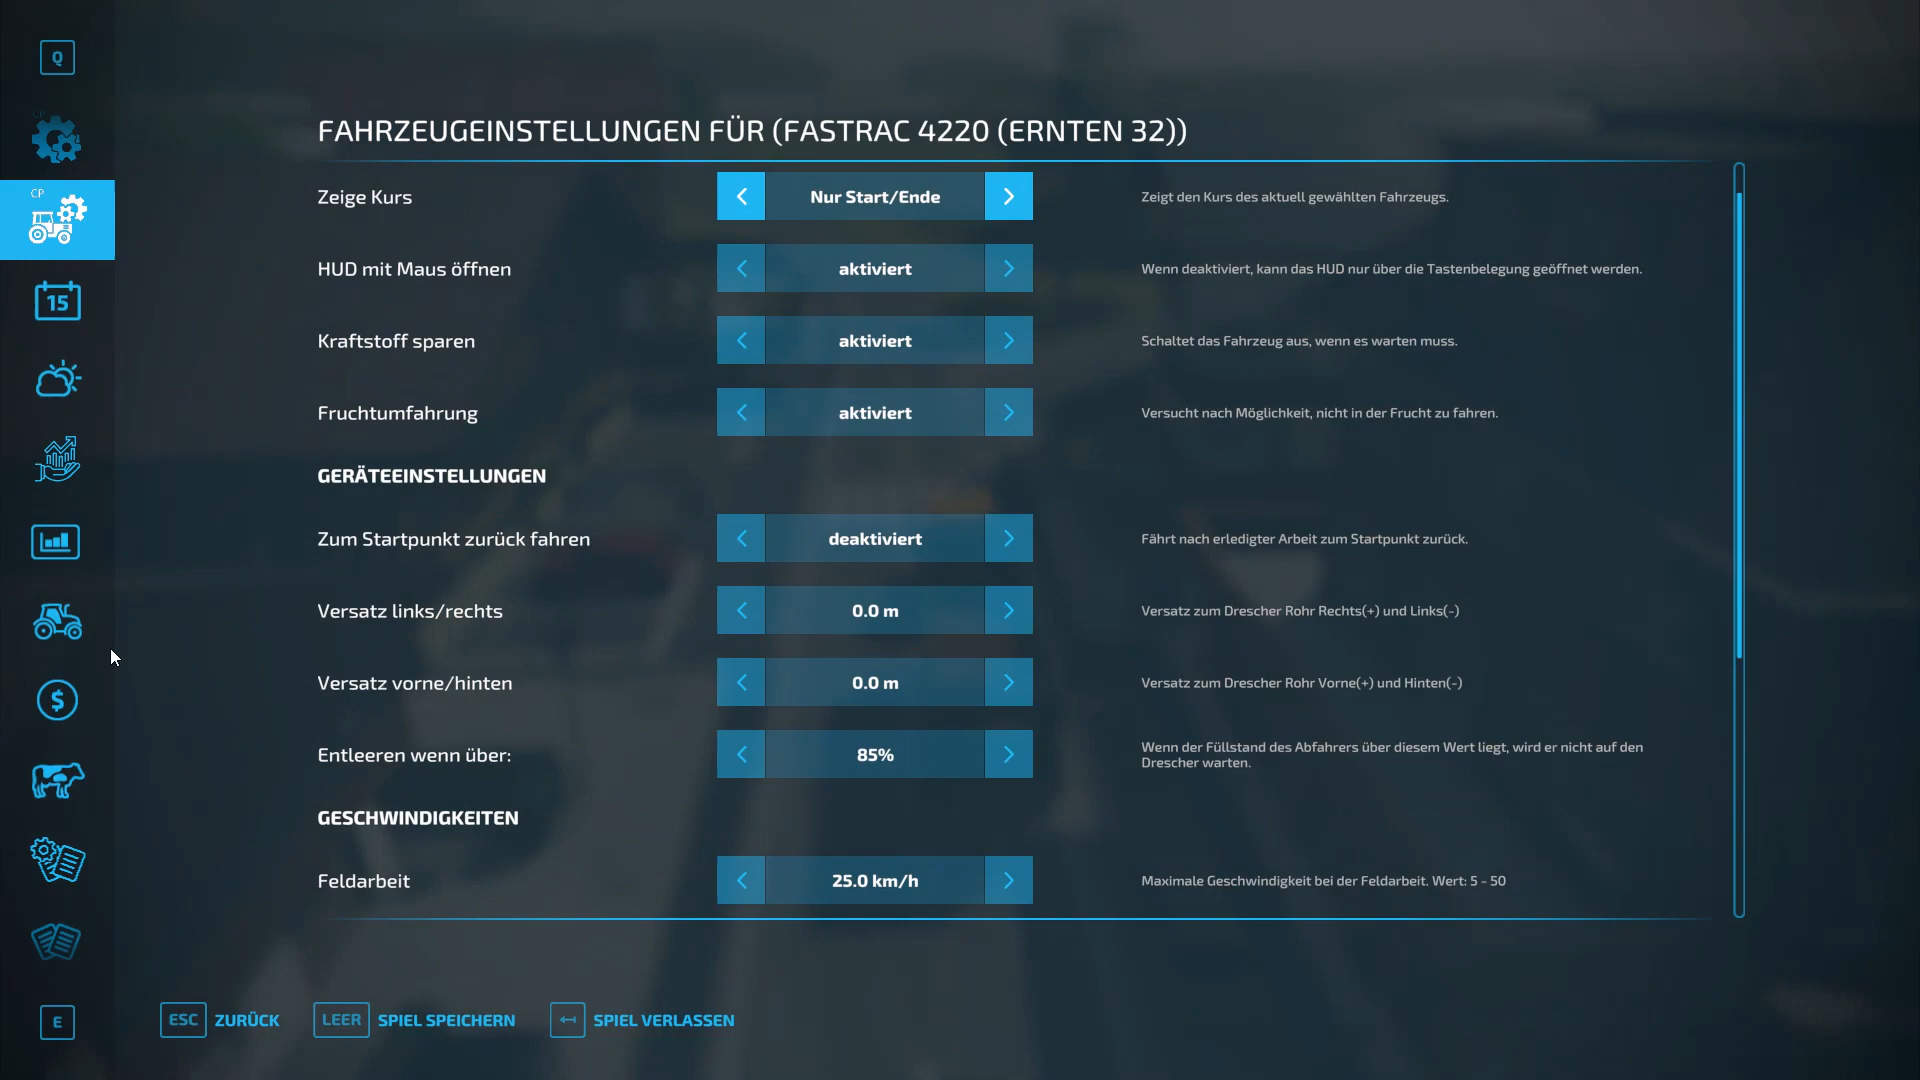 Q
CP
FAHRZEUGEINSTELLUNGEN FÜR (FASTRAC 4220 (ERNTEN 32))
CP
Zeige Kurs Nur Start/Ende Zeigt den Kurs des aktuell gewählten Fahrzeugs.
HUD mit Maus öffnen aktiviert Wenn deaktiviert, kann das HUD nur über die Tastenbelegung geöffnet werden.
15
Kraftstoff sparen aktiviert Schaltet das Fahrzeug aus, wenn es warten muss.
Fruchtumfahrung aktiviert Versucht nach Möglichkeit, nicht in der Frucht zu fahren.
GERÄTEEINSTELLUNGEN
Zum Startpunkt zurück fahren deaktiviert Fährt nach erledigter Arbeit zum Startpunkt zurück.
Versatz links/rechts 0.0 m Versatz zum Drescher Rohr Rechts(+) und Links(-)
Versatz vorne/hinten 0.0 m Versatz zum Drescher Rohr Vorne(+) und Hinten(-)
$
Entleeren wenn über: 85% Wenn der Füllstand des Abfahrers über diesem Wert liegt, wird er nicht auf den
Drescher warten.
GESCHWINDIGKEITEN
Feldarbeit 25.0 km/h Maximale Geschwindigkeit bei der Feldarbeit. Wert: 5 - 50
E
ESC ZURÜCK LEER SPIEL SPEICHERN SPIEL VERLASSEN